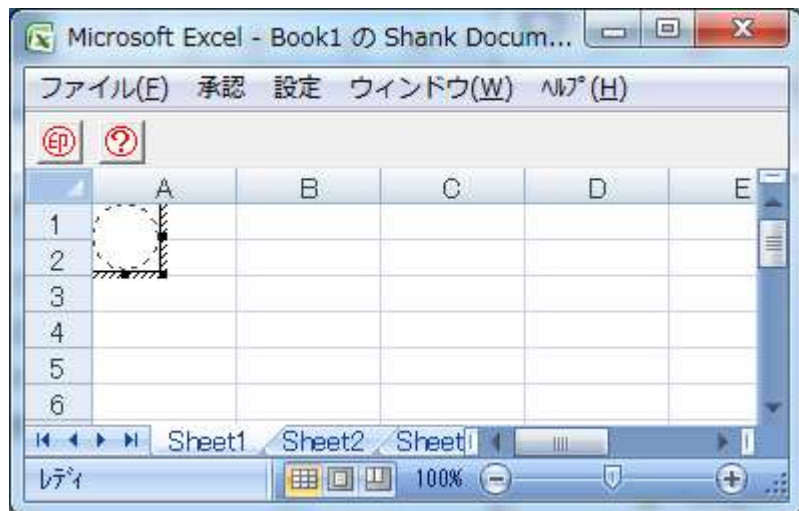 Microsoft Excel - Book1 の Shank Docum...
ファイル(F) 承認 設定 ウィンドウ(W) ﾍﾙﾌﾟ(H)
印 ?
A B C D E
1
2
3
4
5
6
Sheet1 Sheet2 Sheet
ﾚﾃﾞｨ 100%